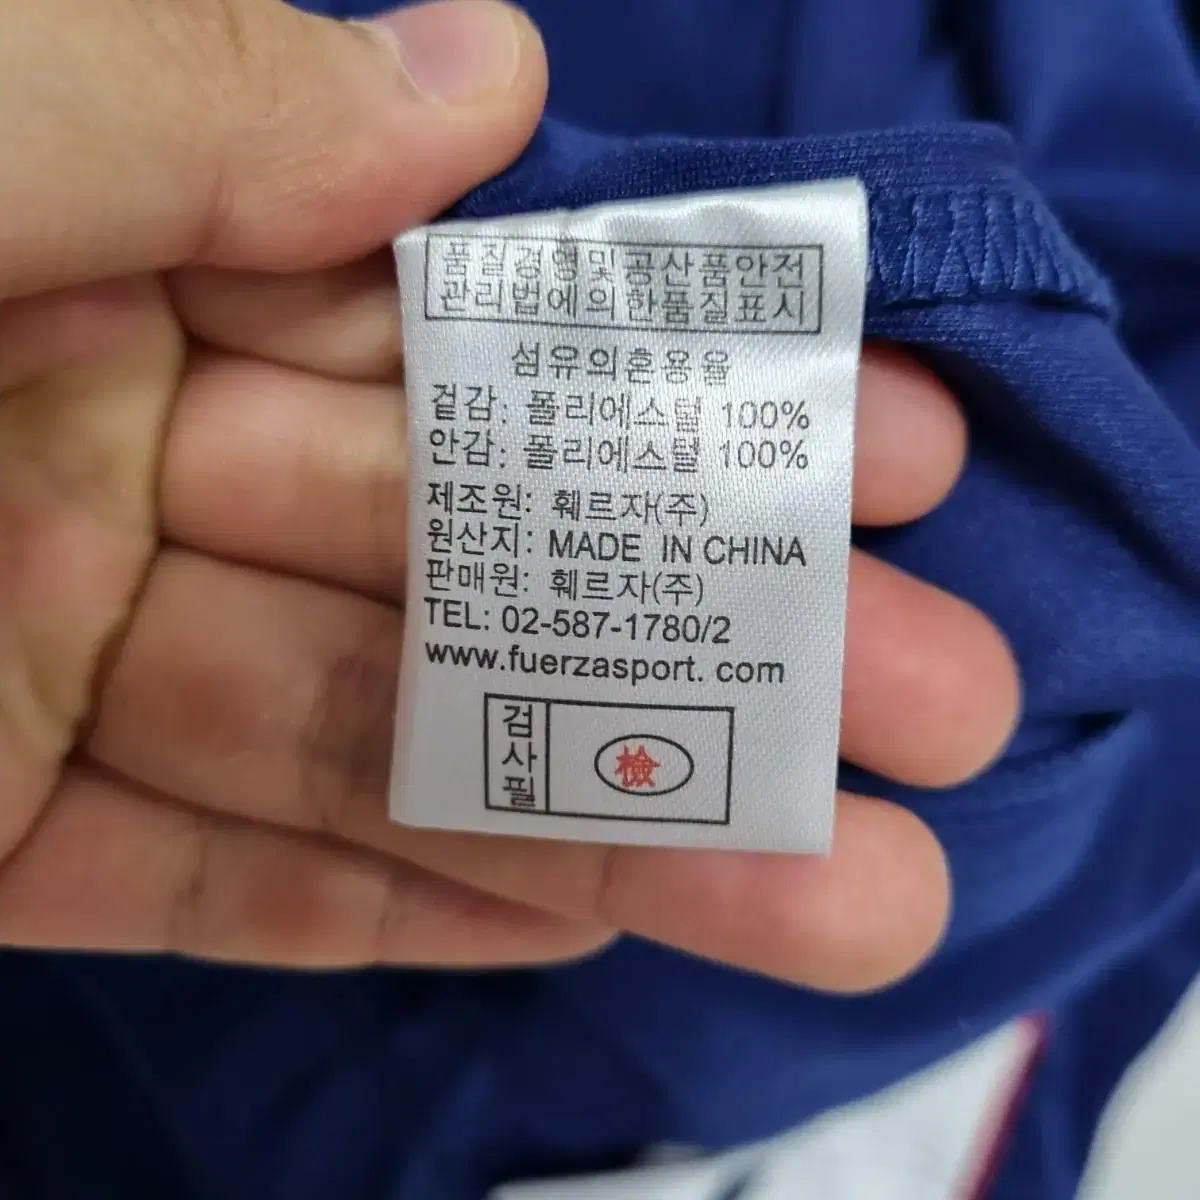 품질경영및공산품안전
관리법에의한품질표시
섬유의혼용율
겉감: 폴리에스텔 100%
안감: 폴리에스텔 100%
제조원: 훼르자(주)
원산지: MADE IN CHINA
판매원: 훼르자(주)
TEL: 02-587-1780/2
www.fuerzasport. com
검사필
檢